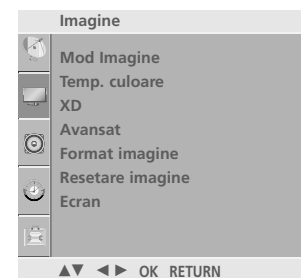 Imagine
Mod Imagine
Temp. culoare
XD
Avansat
Format imagine
Resetare imagine
Ecran
▲▼ ◄► OK RETURN